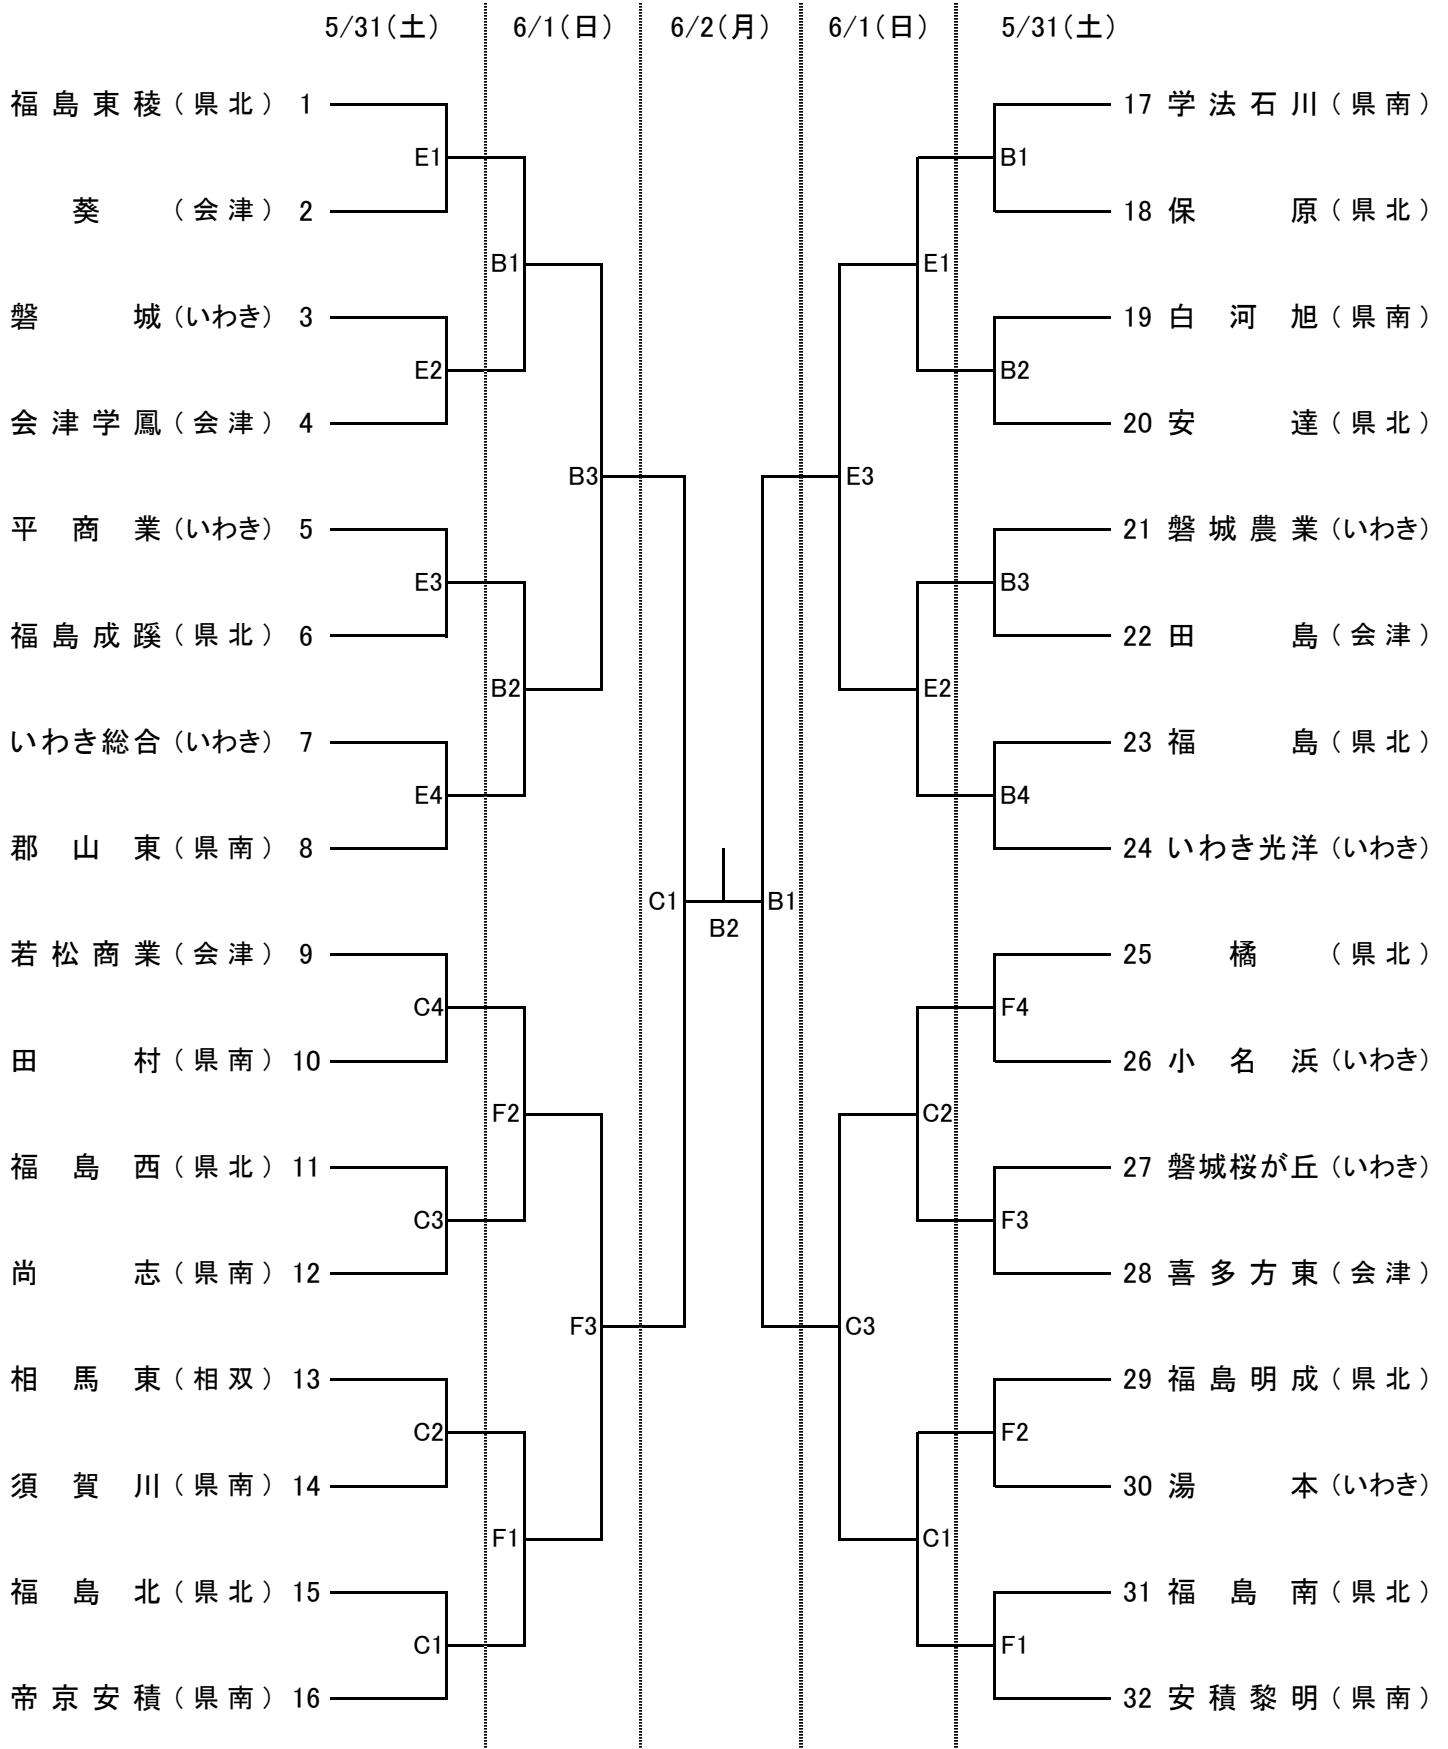 5/31(土) 6/1(日) 6/2(月) 6/1(日) 5/31(土)
福島東稜(県北) 1 17 学法石川(県南)
E1 B1
葵(会津) 2 18 保原(県北)
B1 E1
磐城(いわき) 3 19 白河旭(県南)
E2 B2
会津学鳳(会津) 4 20 安達(県北)
B3 E3
平商業(いわき) 5 21 磐城農業(いわき)
E3 B3
福島成蹊(県北) 6 22 田島(会津)
B2 E2
いわき総合(いわき) 7 23 福島(県北)
E4 B4
郡山東(県南) 8 24 いわき光洋(いわき)
C1 B1
B2
若松商業(会津) 9 25 橘(県北)
C4 F4
田村(県南) 10 26 小名浜(いわき)
F2 C2
福島西(県北) 11 27 磐城桜が丘(いわき)
C3 F3
尚志(県南) 12 28 喜多方東(会津)
F3 C3
相馬東(相双) 13 29 福島明成(県北)
C2 F2
須賀川(県南) 14 30 湯本(いわき)
F1 C1
福島北(県北) 15 31 福島南(県北)
C1 F1
帝京安積(県南) 16 32 安積黎明(県南)